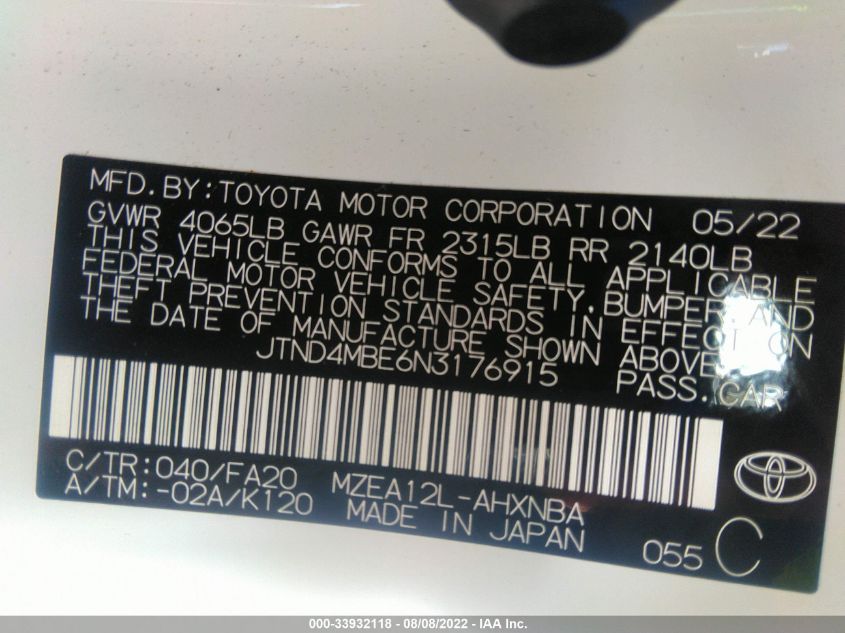 MFD.BY:TOYOTA MOTOR CORPORATION 05/22
GVWR 4065LB GAWR FR 2315LB RR 2140LB
THIS VEHICLE CONFORMS TO ALL APPLICABLE
FEDERAL MOTOR VEHICLE SAFETY,BUMPER AND
THEFT PREVENTION STANDARDS IN EFFECT ON
THE DATE OF MANUFACTURE SHOWN ABOVE.
JTND4MBE6N3176915 PASS.CAR
C/TR:040/FA20 MZEA12L-AHXNBA
A/TM:-02A/K120 MADE IN JAPAN
055 C
000-33932118 - 08/08/2022 - IAA Inc.